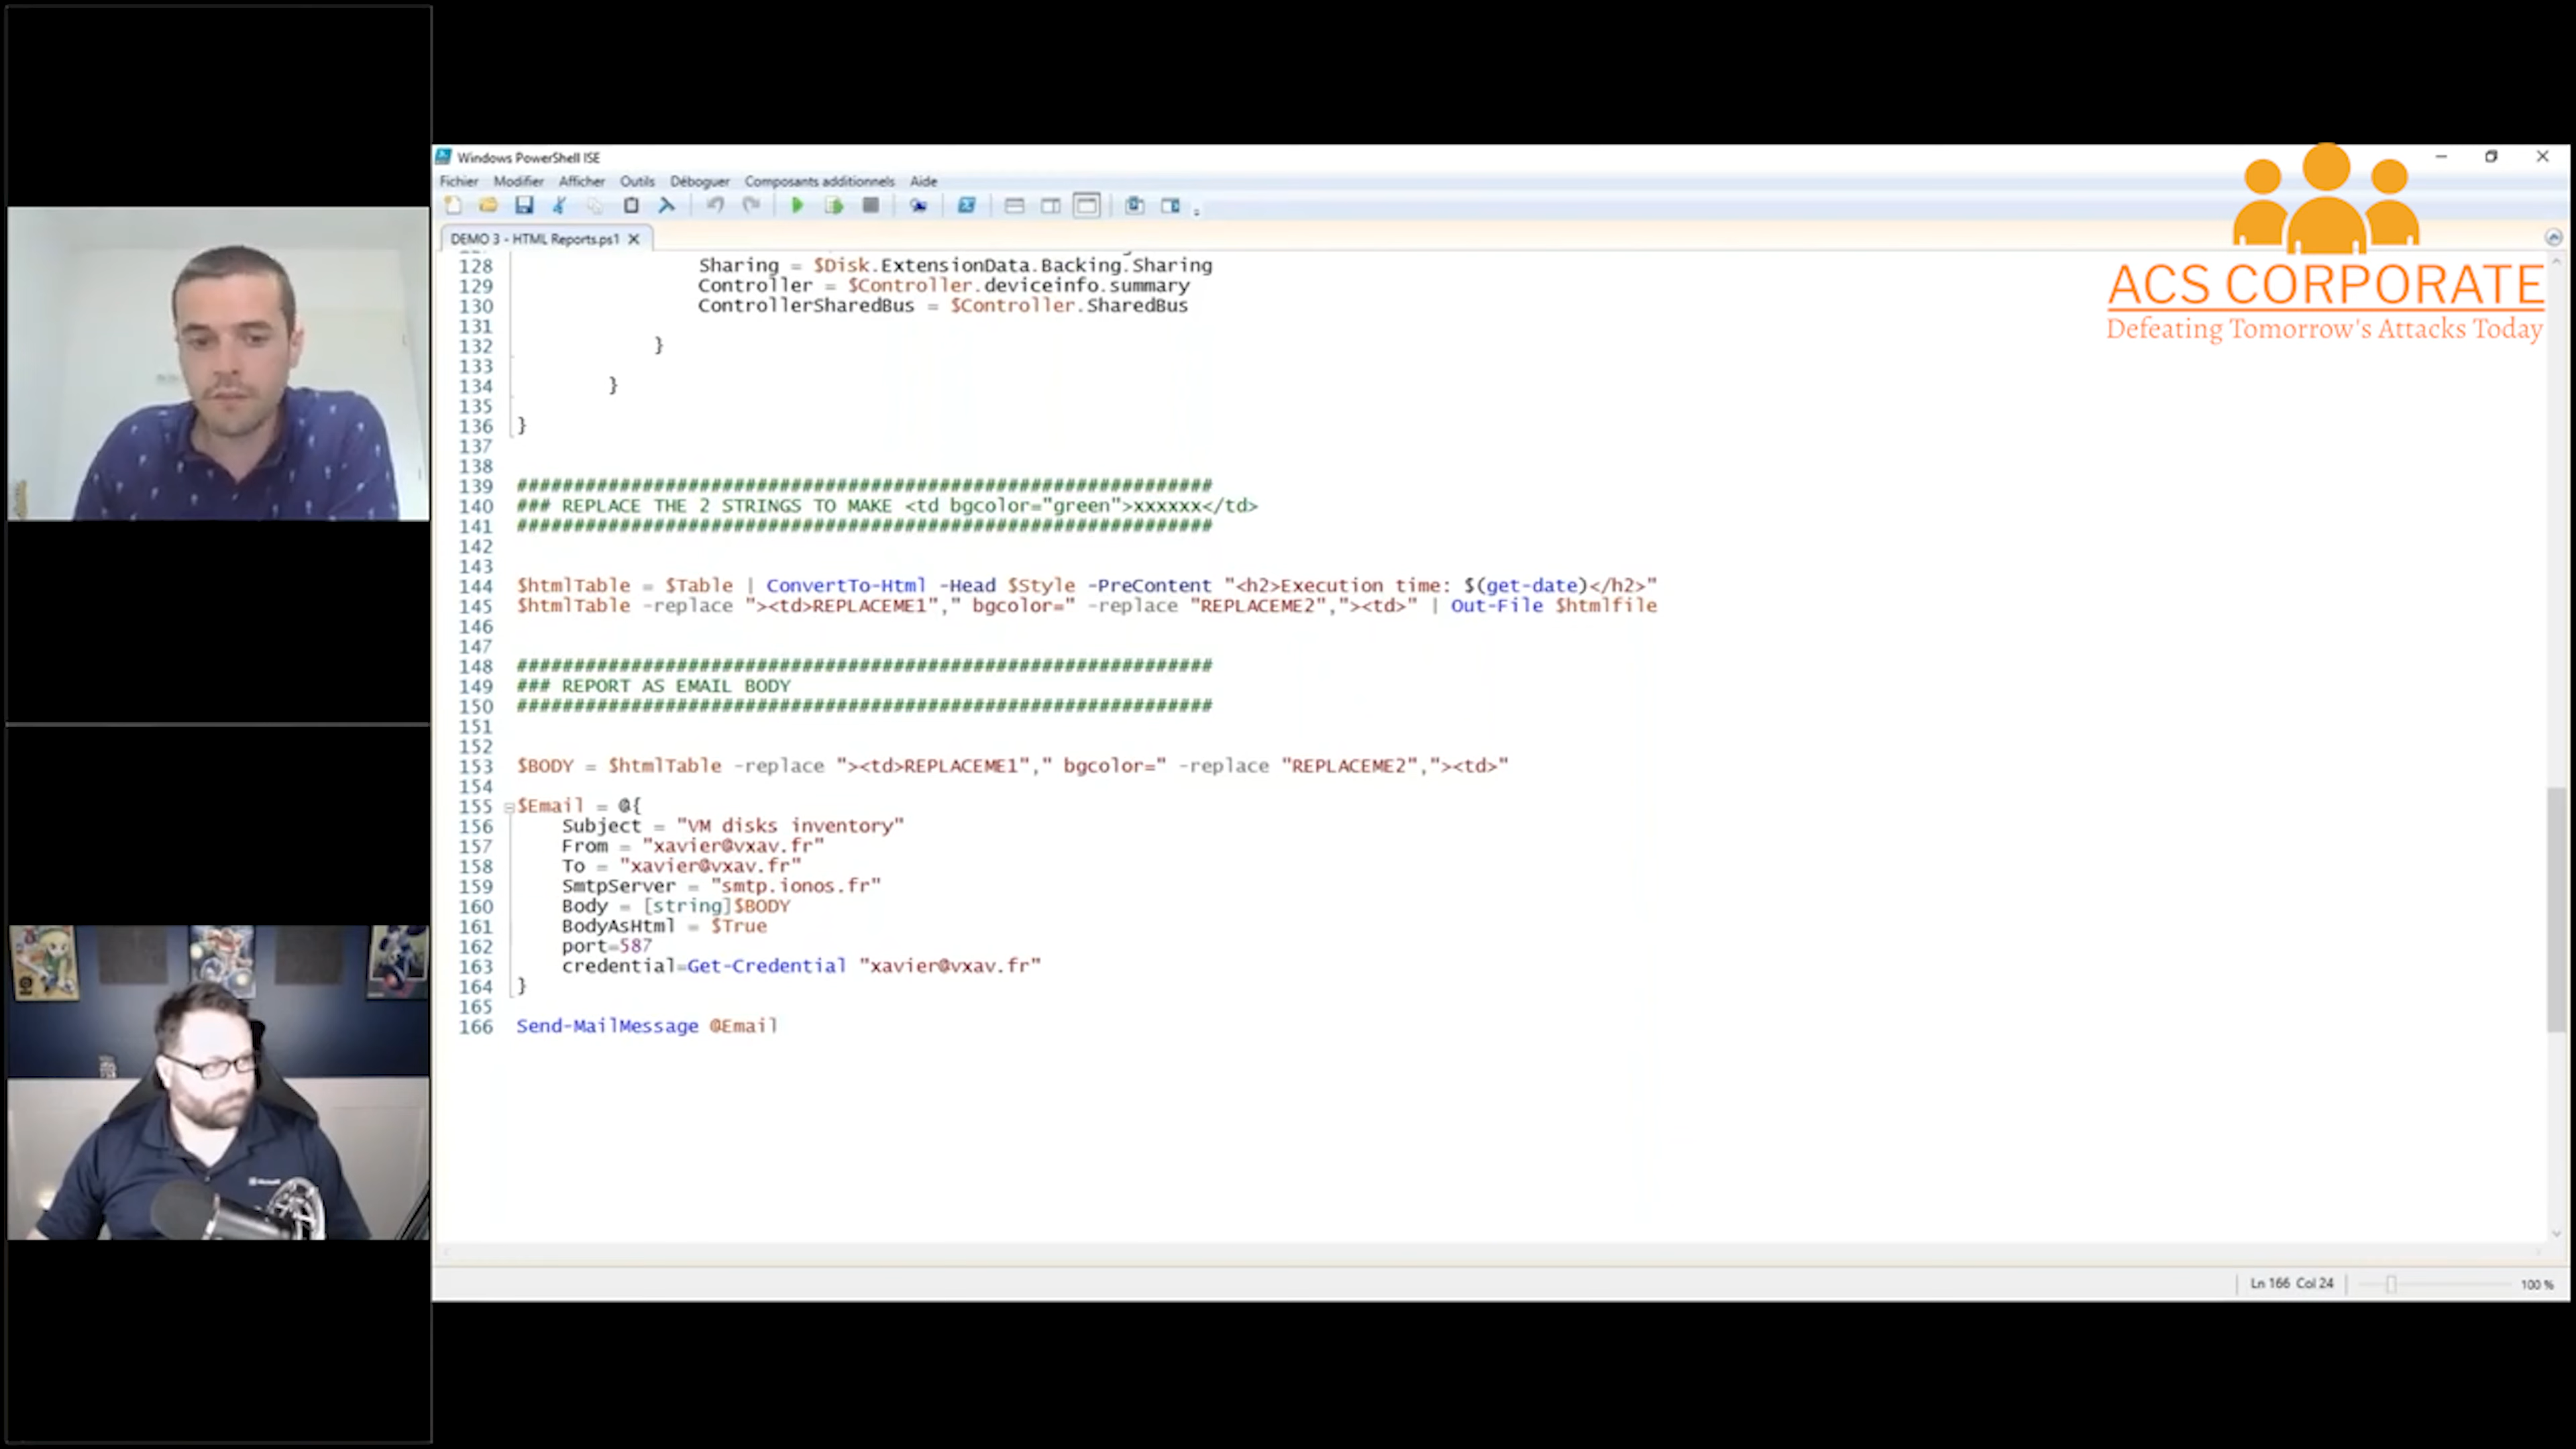 Windows PowerShell ISE
Fichier Modifier Afficher Outils Déboguer Composants additionnels Aide
DEMO 3 - HTML Reports.ps1
ACS CORPORATE
Defeating Tomorrow's Attacks Today
128 Sharing = $Disk.ExtensionData.Backing.Sharing
129 Controller = $Controller.deviceinfo.summary
130 ControllerSharedBus = $Controller.SharedBus
131
132 }
133
134 }
135
136 }
137
138
139 #############################################################
140 ### REPLACE THE 2 STRINGS TO MAKE <td bgcolor="green">xxxxxx</td>
141 #############################################################
142
143
144 $htmlTable = $Table | ConvertTo-Html -Head $Style -PreContent "<h2>Execution time: $(get-date)</h2>"
145 $htmlTable -replace "><td>REPLACEME1"," bgcolor=" -replace "REPLACEME2","><td>" | Out-File $htmlfile
146
147
148 #############################################################
149 ### REPORT AS EMAIL BODY
150 #############################################################
151
152
153 $BODY = $htmlTable -replace "><td>REPLACEME1"," bgcolor=" -replace "REPLACEME2","><td>"
154
155 $Email = @{
156 Subject = "VM disks inventory"
157 From = "xavier@vxav.fr"
158 To = "xavier@vxav.fr"
159 SmtpServer = "smtp.ionos.fr"
160 Body = [string]$BODY
161 BodyAsHtml = $True
162 port=587
163 credential=Get-Credential "xavier@vxav.fr"
164 }
165
166 Send-MailMessage @Email
Ln 166 Col 24
100 %